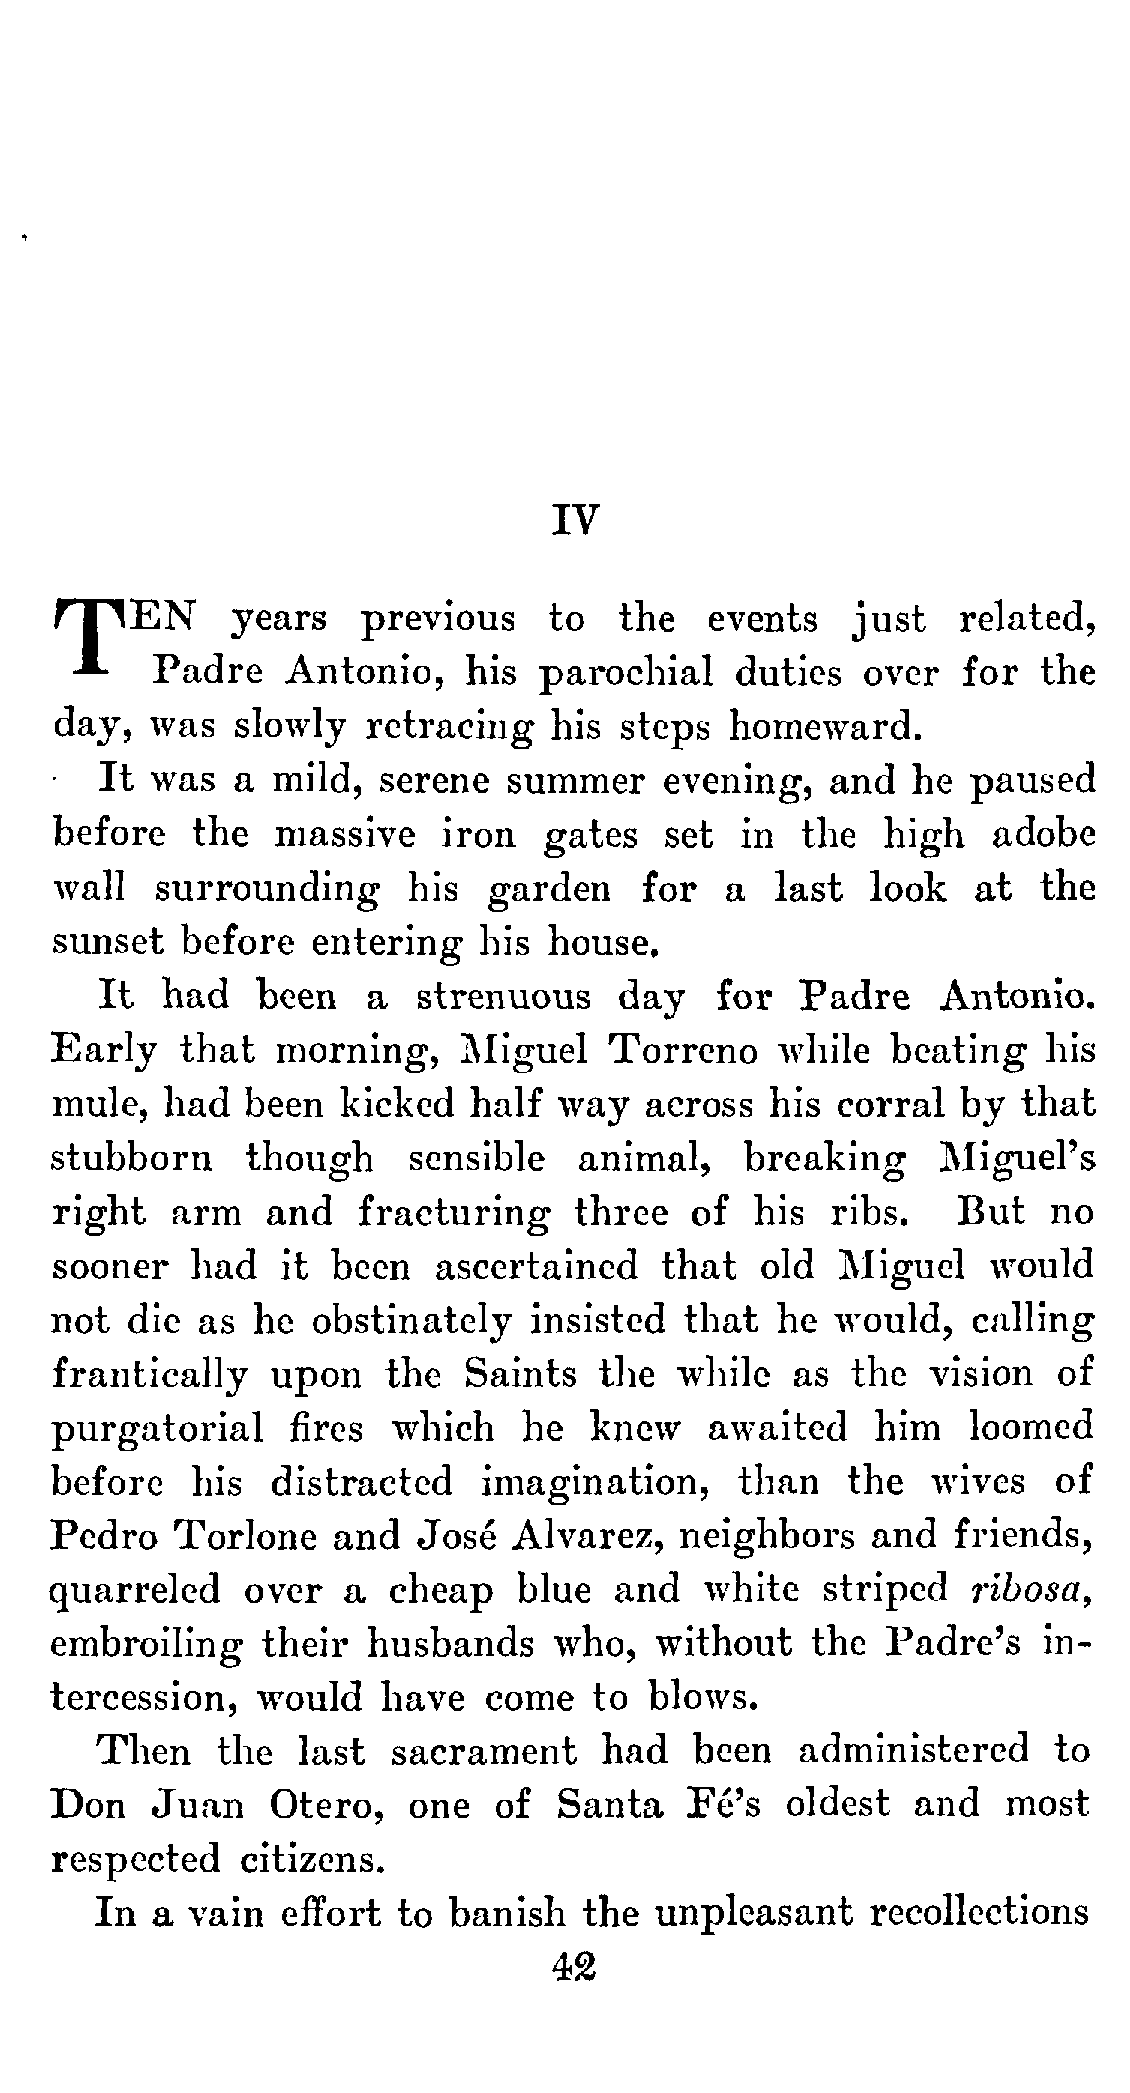 IV
TEN years previous to the events just related,
Padre Antonio, his parochial duties over for the
day, was slowly retracing his steps homeward.
It was a mild, serene summer evening, and he paused
before the massive iron gates set in the high adobe
wall surrounding his garden for a last look at the
sunset before entering his house.
It had been a strenuous day for Padre Antonio.
Early that morning, Miguel Torreno while beating his
mule, had been kicked half way across his corral by that
stubborn though sensible animal, breaking Miguel's
right arm and fracturing three of his ribs. But no
sooner had it been ascertained that old Miguel would
not die as he obstinately insisted that he would, calling
frantically upon the Saints the while as the vision of
purgatorial fires which he knew awaited him loomed
before his distracted imagination, than the wives of
Pedro Torlone and José Alvarez, neighbors and friends,
quarreled over a cheap blue and white striped ribosa,
embroiling their husbands who, without the Padre's in-
tercession, would have come to blows.
Then the last sacrament had been administered to
Don Juan Otero, one of Santa Fé's oldest and most
respected citizens.
In a vain effort to banish the unpleasant recollections
42